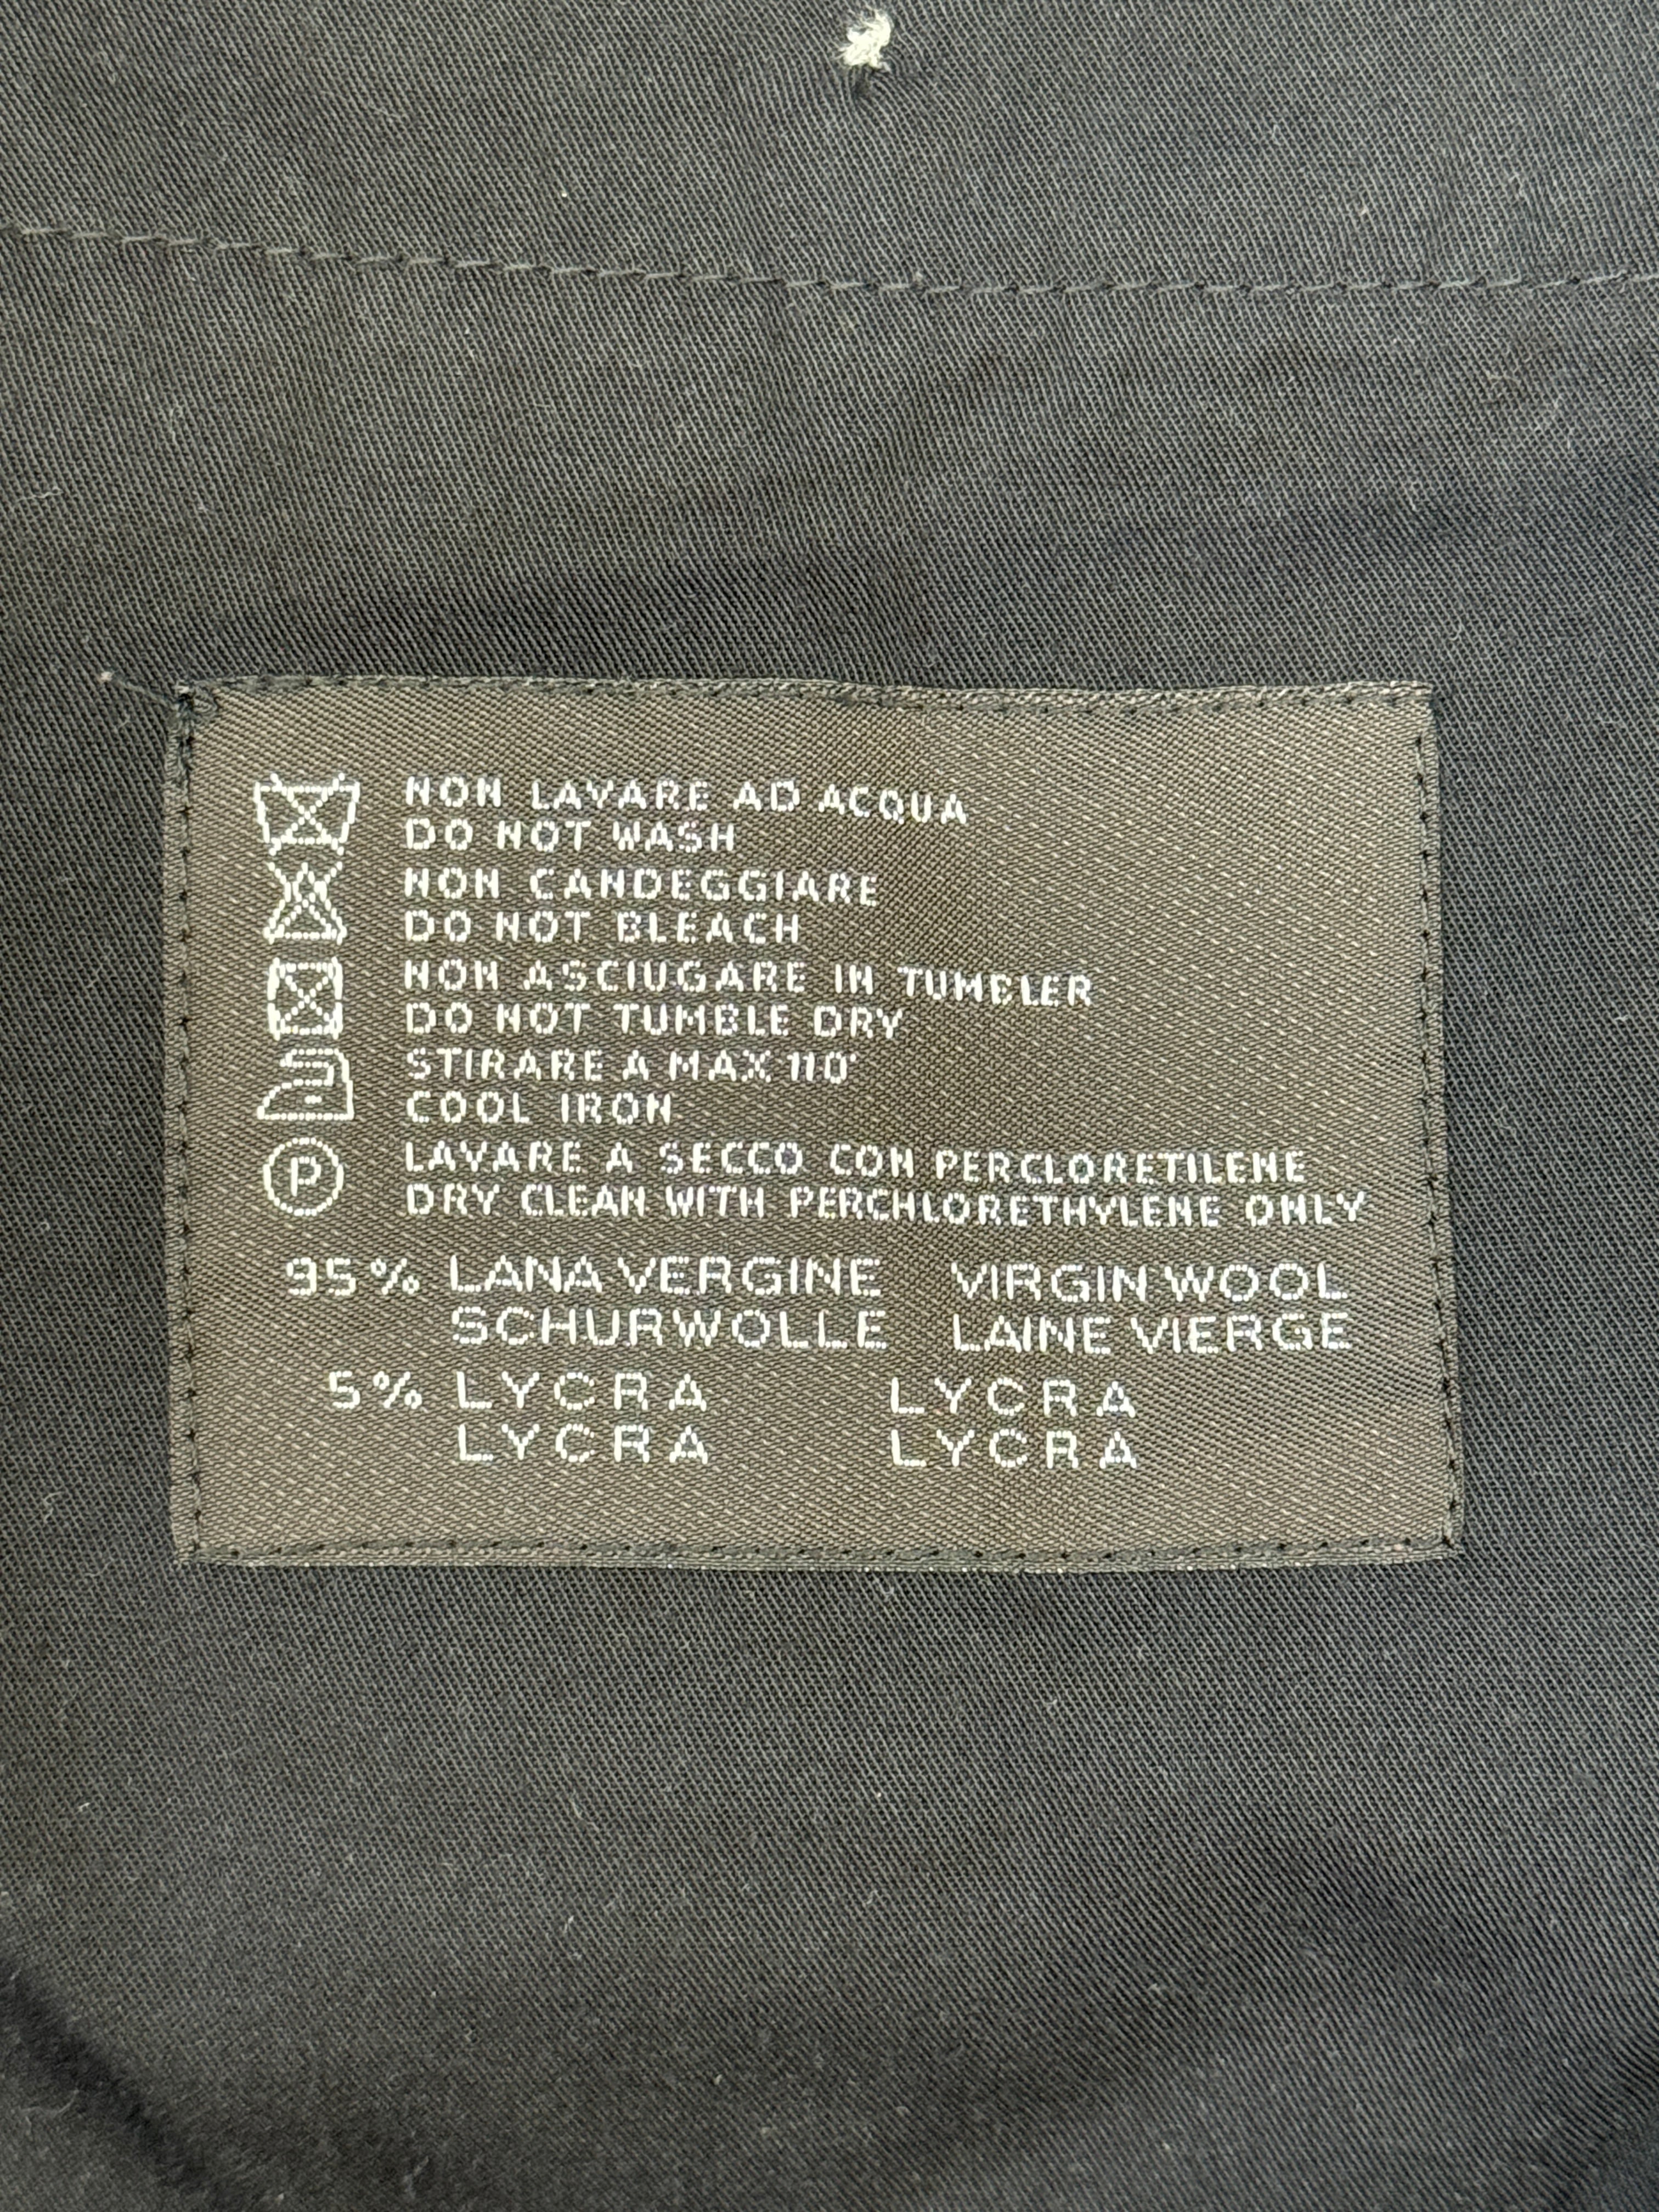 NON LAVARE AD ACQUA
DO NOT WASH
NON CANDEGGIARE
DO NOT BLEACH
NON ASCIUGARE IN TUMBLER
DO NOT TUMBLE DRY
STIRARE A MAX 110°
COOL IRON
P
LAVARE A SECCO CON PERCLORETILENE
DRY CLEAN WITH PERCHLORETHYLENE ONLY
95% LANA VERGINE VIRGIN WOOL
SCHURWOLLE LAINE VIERGE
5% LYCRA LYCRA
LYCRA LYCRA